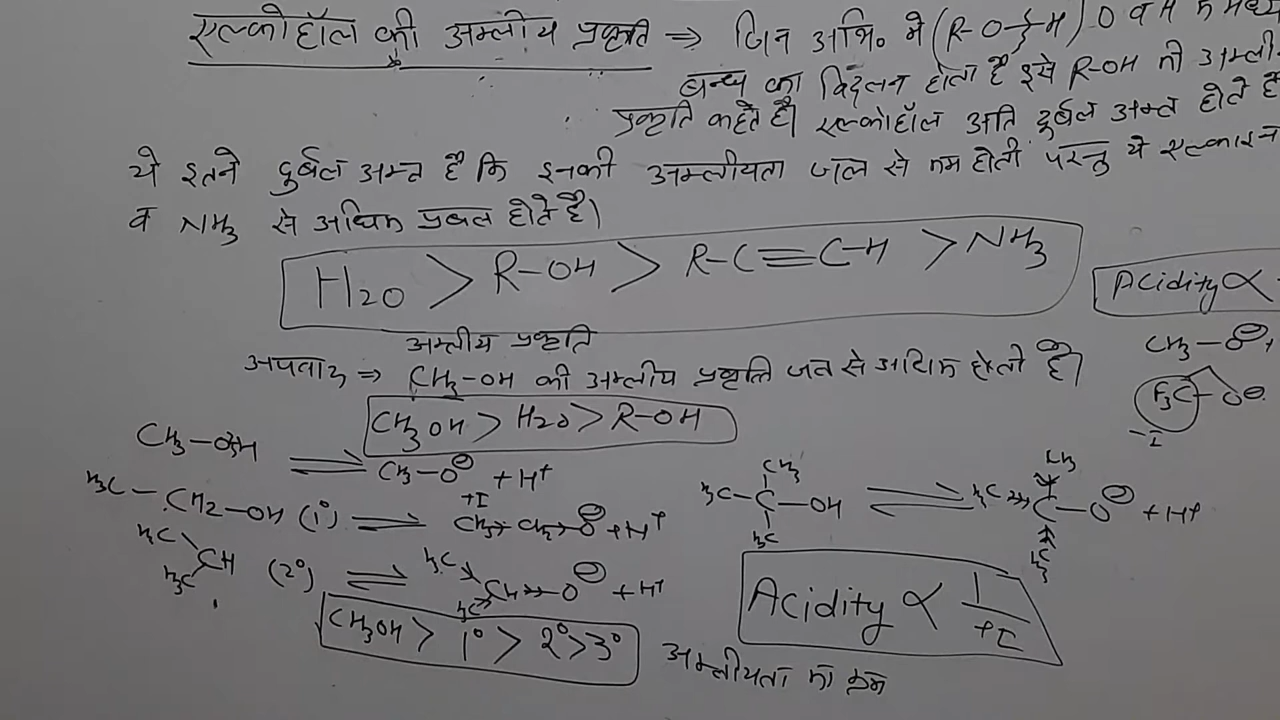 एल्कोहॉल की अम्लीय प्रकृति ⇒ जिन अभि० में (R-O-H) O व H के मध्य
बन्ध का विदलन होता है इसे R-OH की अम्ली
प्रकृति कहते है। एल्कोहॉल अति दुर्बल अम्ल होते है
ये इतने दुर्बल अम्ल है कि इनकी अम्लीयता जल से कम होती परन्तु ये एल्काइन
व NH3 से अधिक प्रबल होते है।
H2O > R-OH > R-C≡C-H > NH3
Acidity ∝
अम्लीय प्रकृति
अपवाद ⇒ CH3-OH की अम्लीय प्रकृति जल से अधिक होती है।
CH3-O⊖
F3C-O⊖
-I
CH3OH > H2O > R-OH
CH3-OH ⇌ CH3-O⊖ + H+
H3C-CH2-OH (1°) ⇌ CH3→CH2→O⊖ + H+
+I
H3C H3C CH (2°) ⇌ H3C H3C CH→O⊖ + H+
CH3 H3C-C-OH H3C ⇌ CH3 H3C→C-O⊖ + H+ H3C
CH3OH > 1° > 2° > 3°
Acidity ∝ 1/+I
अम्लीयता का क्रम